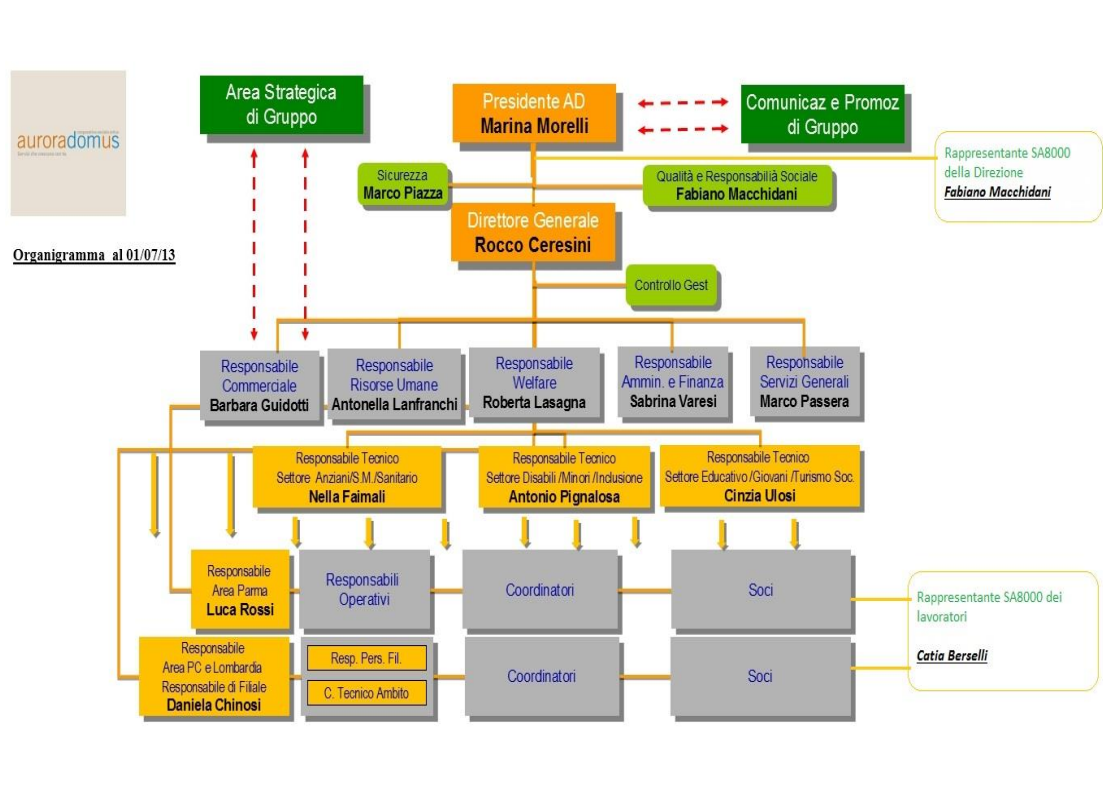 Area Strategica
di Gruppo
Presidente AD
Marina Morelli
Comunicaz e Promoz
di Gruppo
auroradomus
Rappresentante SA8000
della Direzione
Fabiano Macchidani
Sicurezza
Marco Piazza
Qualità e Responsabilià Sociale
Fabiano Macchidani
Direttore Generale
Rocco Ceresini
Organigramma al 01/07/13
Controllo Gest
Responsabile
Commerciale
Barbara Guidotti
Responsabile
Risorse Umane
Antonella Lanfranchi
Responsabile
Welfare
Roberta Lasagna
Responsabile
Ammin. e Finanza
Sabrina Varesi
Responsabile
Servizi Generali
Marco Passera
Responsabile Tecnico
Settore Anziani/S.M./Sanitario
Nella Faimali
Responsabile Tecnico
Settore Disabili /Minori /Inclusione
Antonio Pignalosa
Responsabile Tecnico
Settore Educativo /Giovani /Turismo Soc.
Cinzia Ulosi
Responsabile
Area Parma
Luca Rossi
Responsabili
Operativi
Coordinatori
Soci
Rappresentante SA8000 dei
lavoratori
Catia Berselli
Responsabile
Area PC e Lombardia
Responsabile di Filiale
Daniela Chinosi
Resp. Pers. Fil.
C. Tecnico Ambito
Coordinatori
Soci